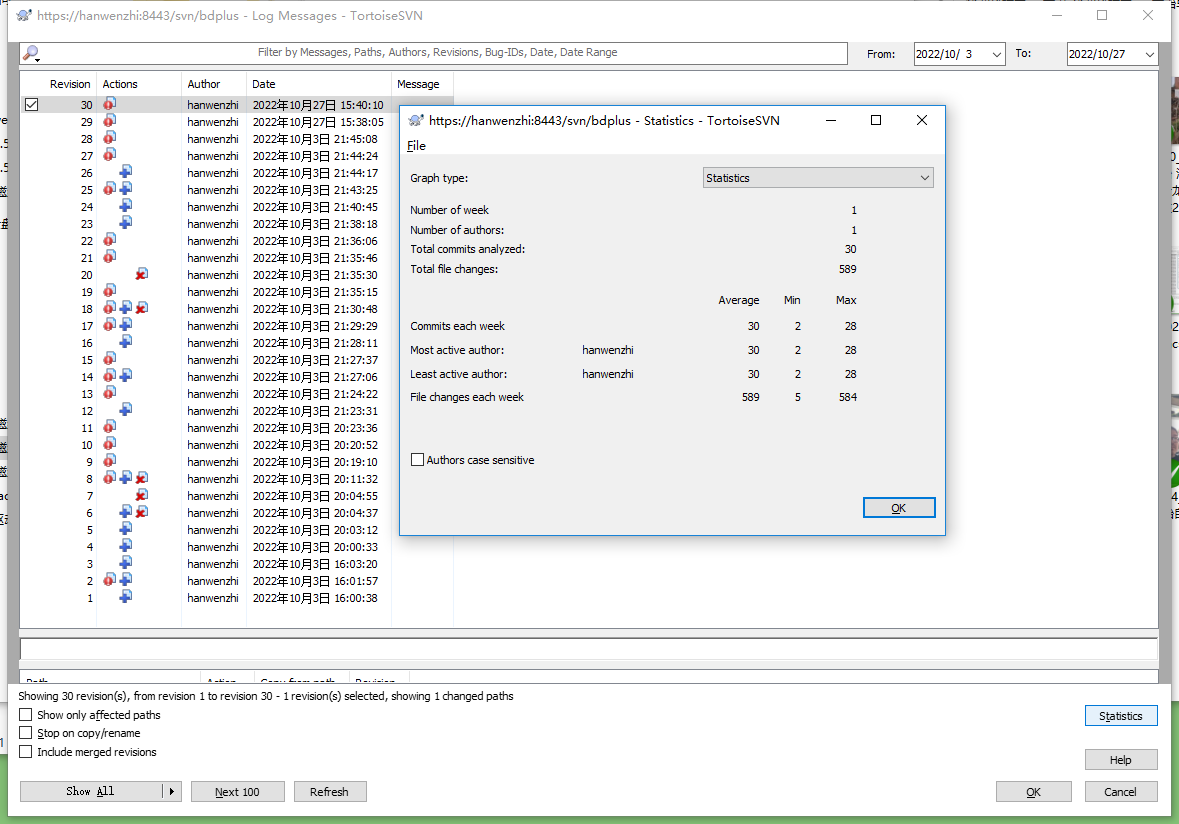 https://hanwenzhi:8443/svn/bdplus - Log Messages - TortoiseSVN
Filter by Messages, Paths, Authors, Revisions, Bug-IDs, Date, Date Range
From: 2022/10/ 3 To: 2022/10/27
Revision Actions Author Date Message
30 hanwenzhi 2022年10月27日 15:40:10
29 hanwenzhi 2022年10月27日 15:38:05
28 hanwenzhi 2022年10月3日 21:45:08
27 hanwenzhi 2022年10月3日 21:44:24
26 hanwenzhi 2022年10月3日 21:44:17
25 hanwenzhi 2022年10月3日 21:43:25
24 hanwenzhi 2022年10月3日 21:40:45
23 hanwenzhi 2022年10月3日 21:38:18
22 hanwenzhi 2022年10月3日 21:36:06
21 hanwenzhi 2022年10月3日 21:35:46
20 hanwenzhi 2022年10月3日 21:35:30
19 hanwenzhi 2022年10月3日 21:35:15
18 hanwenzhi 2022年10月3日 21:30:48
17 hanwenzhi 2022年10月3日 21:29:29
16 hanwenzhi 2022年10月3日 21:28:11
15 hanwenzhi 2022年10月3日 21:27:37
14 hanwenzhi 2022年10月3日 21:27:06
13 hanwenzhi 2022年10月3日 21:24:22
12 hanwenzhi 2022年10月3日 21:23:31
11 hanwenzhi 2022年10月3日 20:23:36
10 hanwenzhi 2022年10月3日 20:20:52
9 hanwenzhi 2022年10月3日 20:19:10
8 hanwenzhi 2022年10月3日 20:11:32
7 hanwenzhi 2022年10月3日 20:04:55
6 hanwenzhi 2022年10月3日 20:04:37
5 hanwenzhi 2022年10月3日 20:03:12
4 hanwenzhi 2022年10月3日 20:00:33
3 hanwenzhi 2022年10月3日 16:03:20
2 hanwenzhi 2022年10月3日 16:01:57
1 hanwenzhi 2022年10月3日 16:00:38
https://hanwenzhi:8443/svn/bdplus - Statistics - TortoiseSVN
File
Graph type: Statistics
Number of week 1
Number of authors: 1
Total commits analyzed: 30
Total file changes: 589
Average Min Max
Commits each week 30 2 28
Most active author: hanwenzhi 30 2 28
Least active author: hanwenzhi 30 2 28
File changes each week 589 5 584
Authors case sensitive
OK
Path Action Copy from path Revision
Showing 30 revision(s), from revision 1 to revision 30 - 1 revision(s) selected, showing 1 changed paths
Show only affected paths
Stop on copy/rename
Include merged revisions
Statistics
Help
Show All Next 100 Refresh OK Cancel